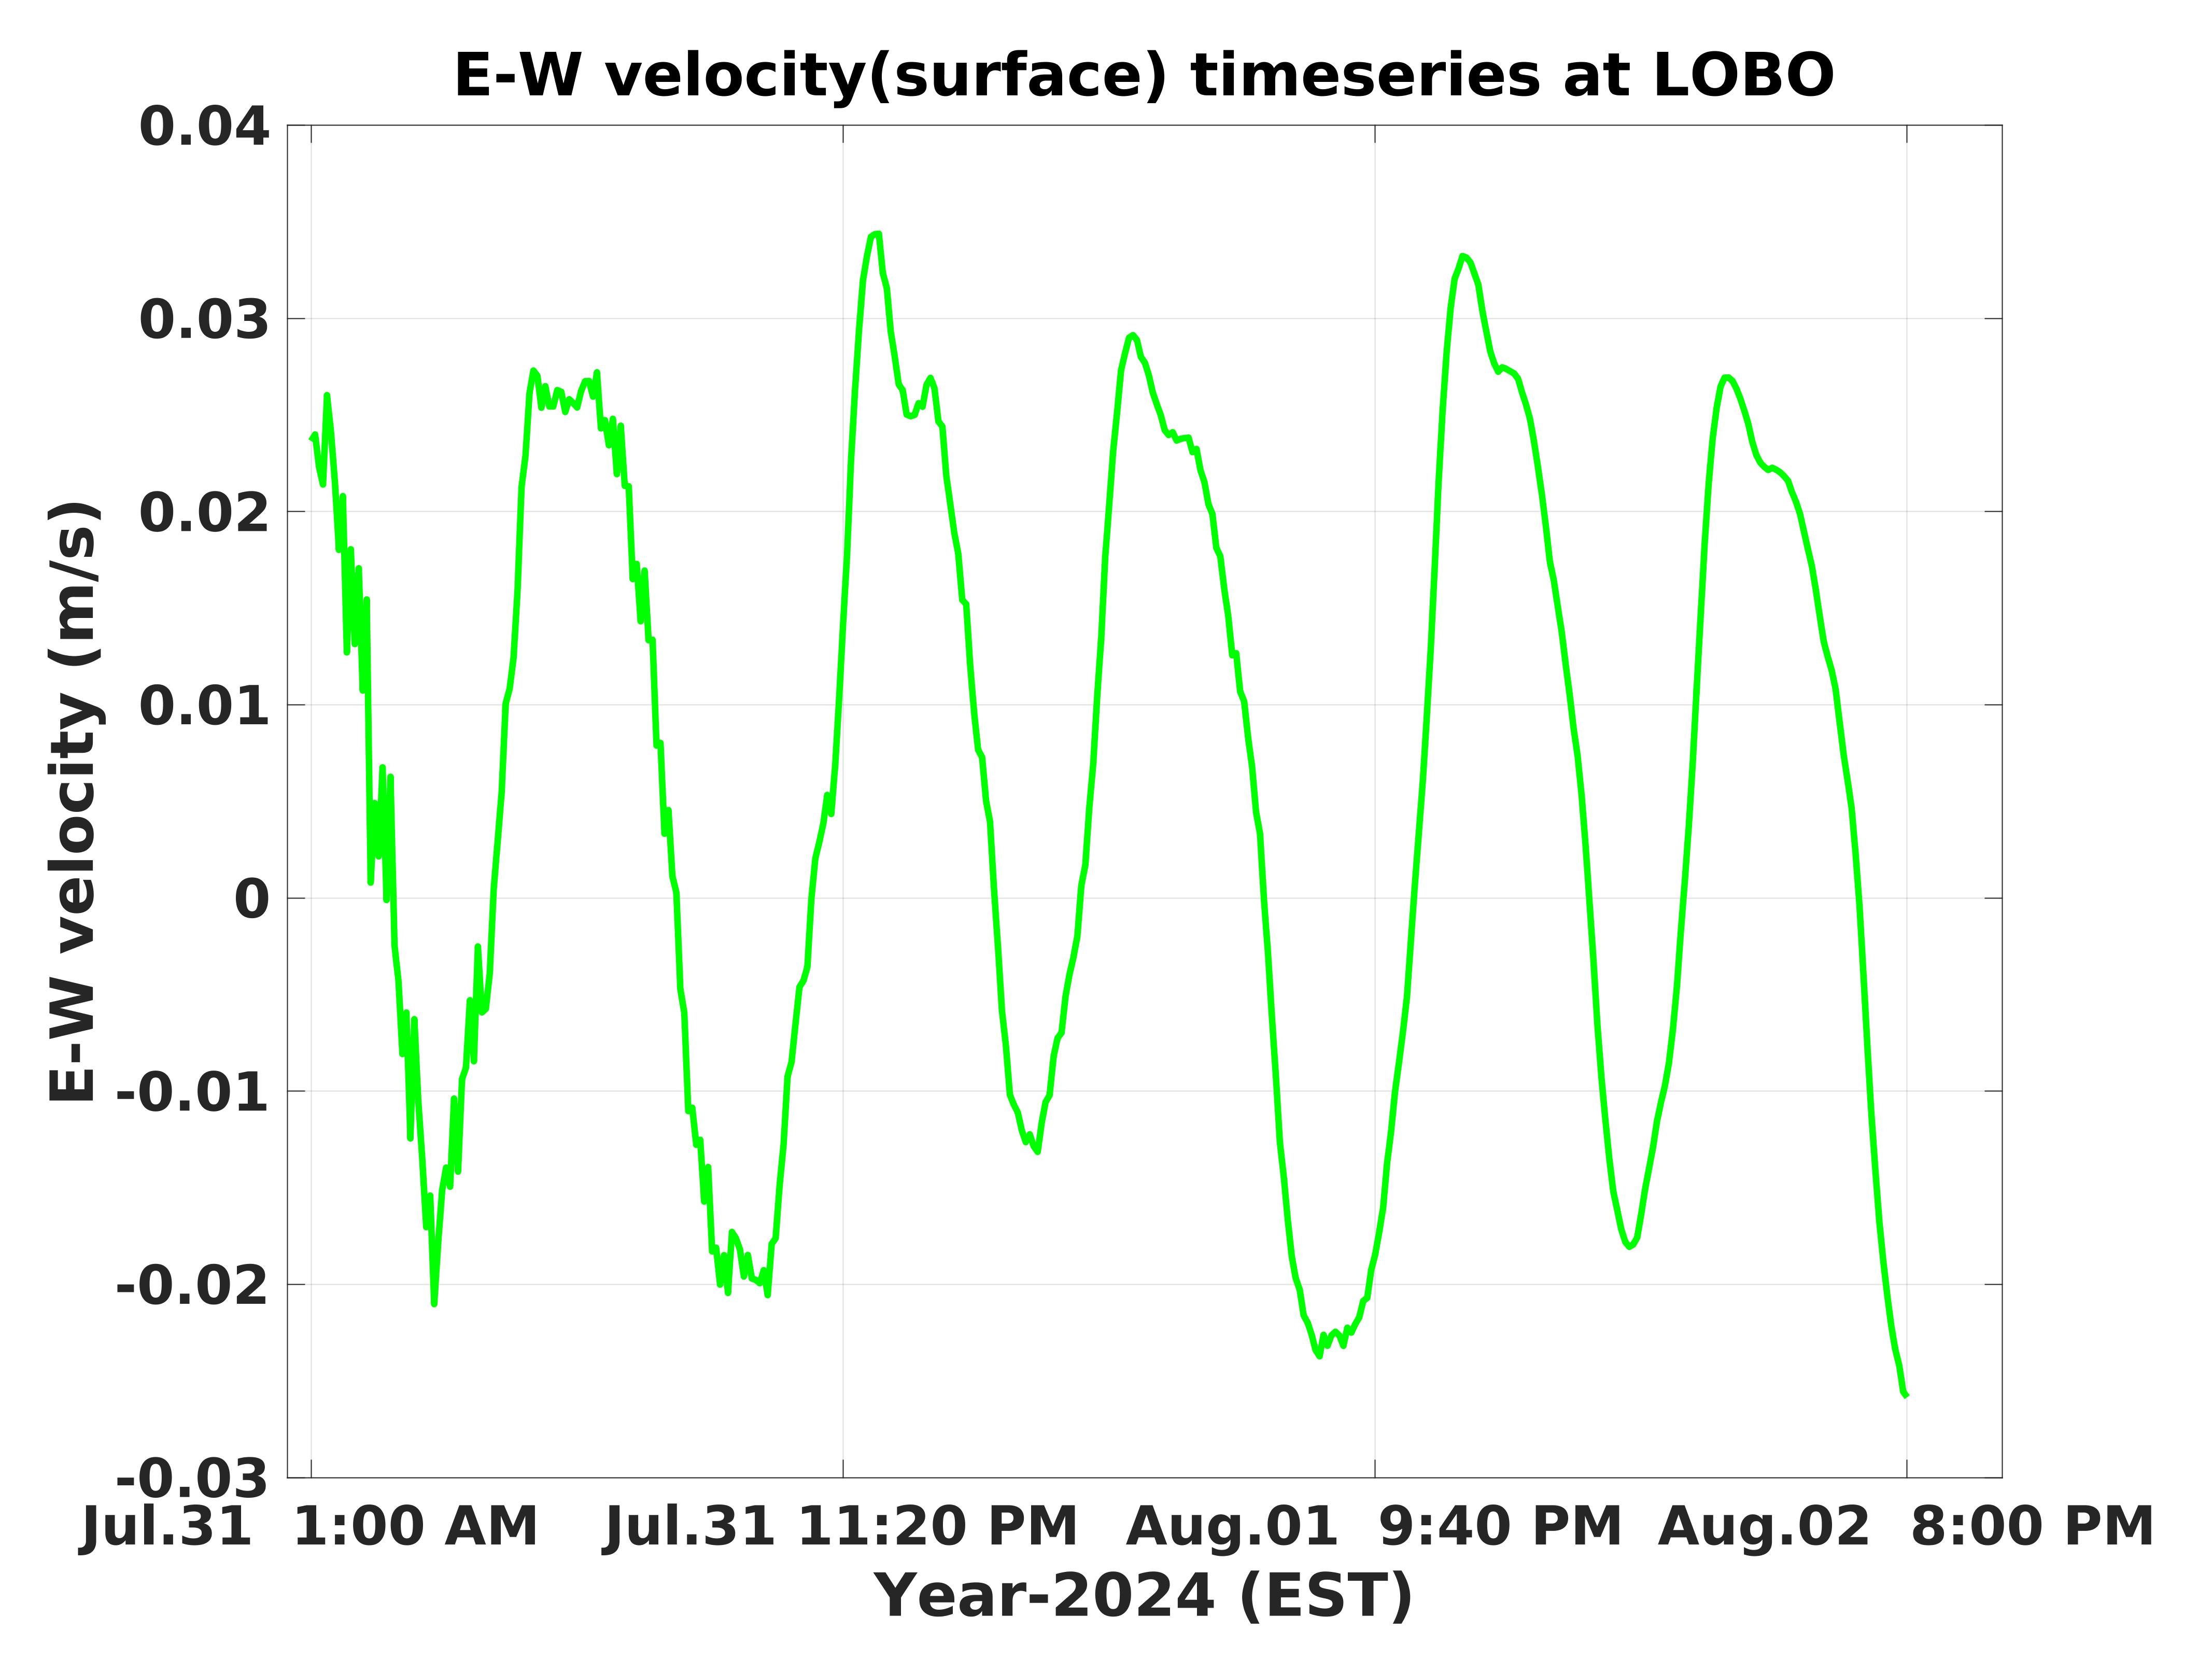 E-W velocity(surface) timeseries at LOBO
E-W velocity (m/s)
0.04
0.03
0.02
0.01
0
-0.01
-0.02
-0.03
Jul.31 1:00 AM
Jul.31 11:20 PM
Aug.01 9:40 PM
Aug.02 8:00 PM
Year-2024 (EST)